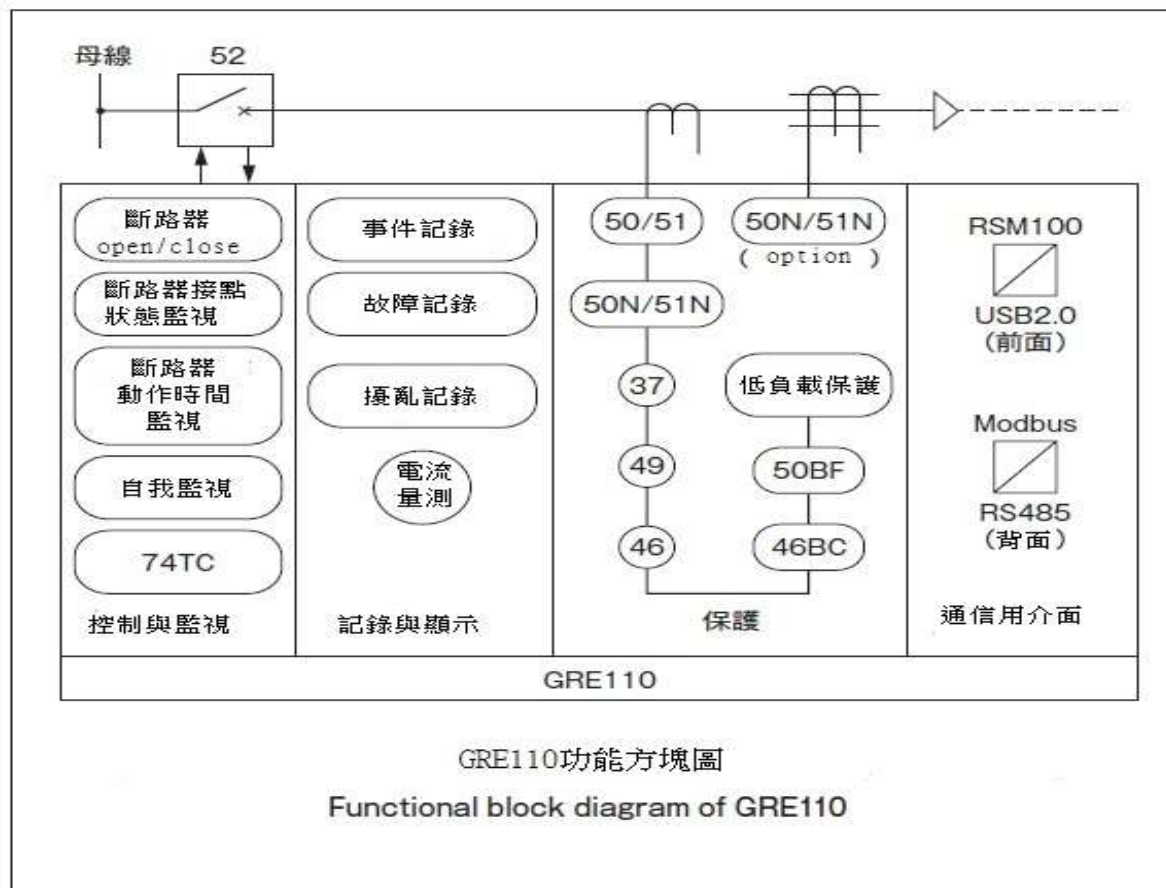 母線
52
斷路器
open/close
斷路器接點
狀態監視
斷路器
動作時間
監視
自我監視
74TC
控制與監視
事件記錄
故障記錄
擾亂記錄
電流
量測
記錄與顯示
50/51
50N/51N
37
49
46
50N/51N
( option )
低負載保護
50BF
46BC
保護
RSM100
USB2.0
(前面)
Modbus
RS485
(背面)
通信用介面
GRE110
GRE110功能方塊圖
Functional block diagram of GRE110